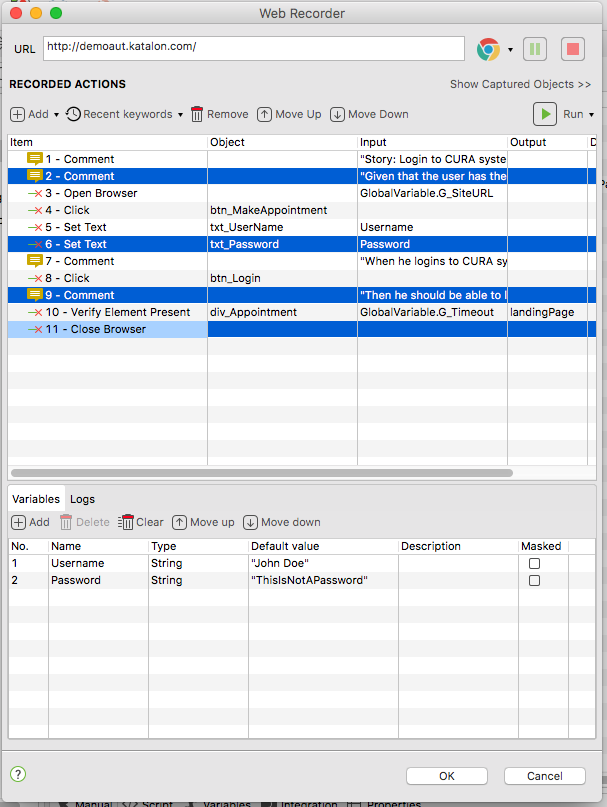 Web Recorder
URL http://demoaut.katalon.com/
RECORDED ACTIONS Show Captured Objects >>
Add Recent keywords Remove Move Up Move Down Run
Item Object Input Output D
1 - Comment "Story: Login to CURA syste
2 - Comment "Given that the user has the
3 - Open Browser GlobalVariable.G_SiteURL
4 - Click btn_MakeAppointment
5 - Set Text txt_UserName Username
6 - Set Text txt_Password Password
7 - Comment "When he logins to CURA sy
8 - Click btn_Login
9 - Comment "Then he should be able to l
10 - Verify Element Present div_Appointment GlobalVariable.G_Timeout landingPage
11 - Close Browser
Variables Logs
Add Delete Clear Move up Move down
No. Name Type Default value Description Masked
1 Username String "John Doe"
2 Password String "ThisIsNotAPassword"
? OK Cancel
Manual </> Script Variables Integration Properties